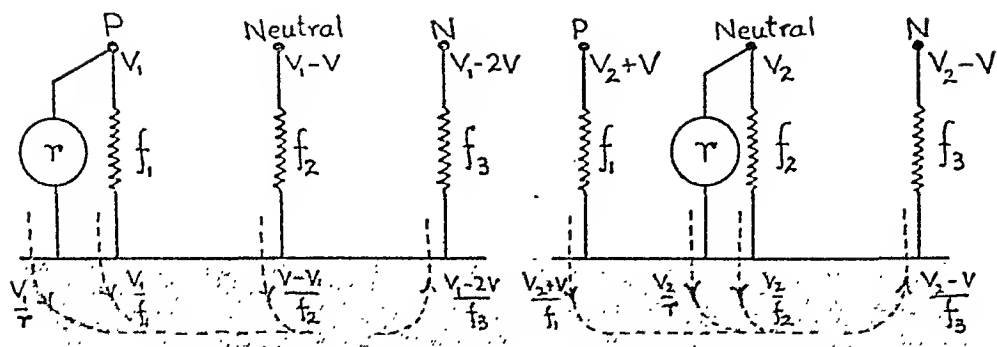 P Neutral N P Neutral N
V₁ V₁-V V₁-2V V₂+V V₂ V₂-V
r f₁ f₂ f₃ f₁ r f₂ f₃
V₁/r V₁/f₁ V-V₁/f₂ V₁-2V/f₃ V₂+V/f₁ V₂/r V₂/f₂ V₂-V/f₃